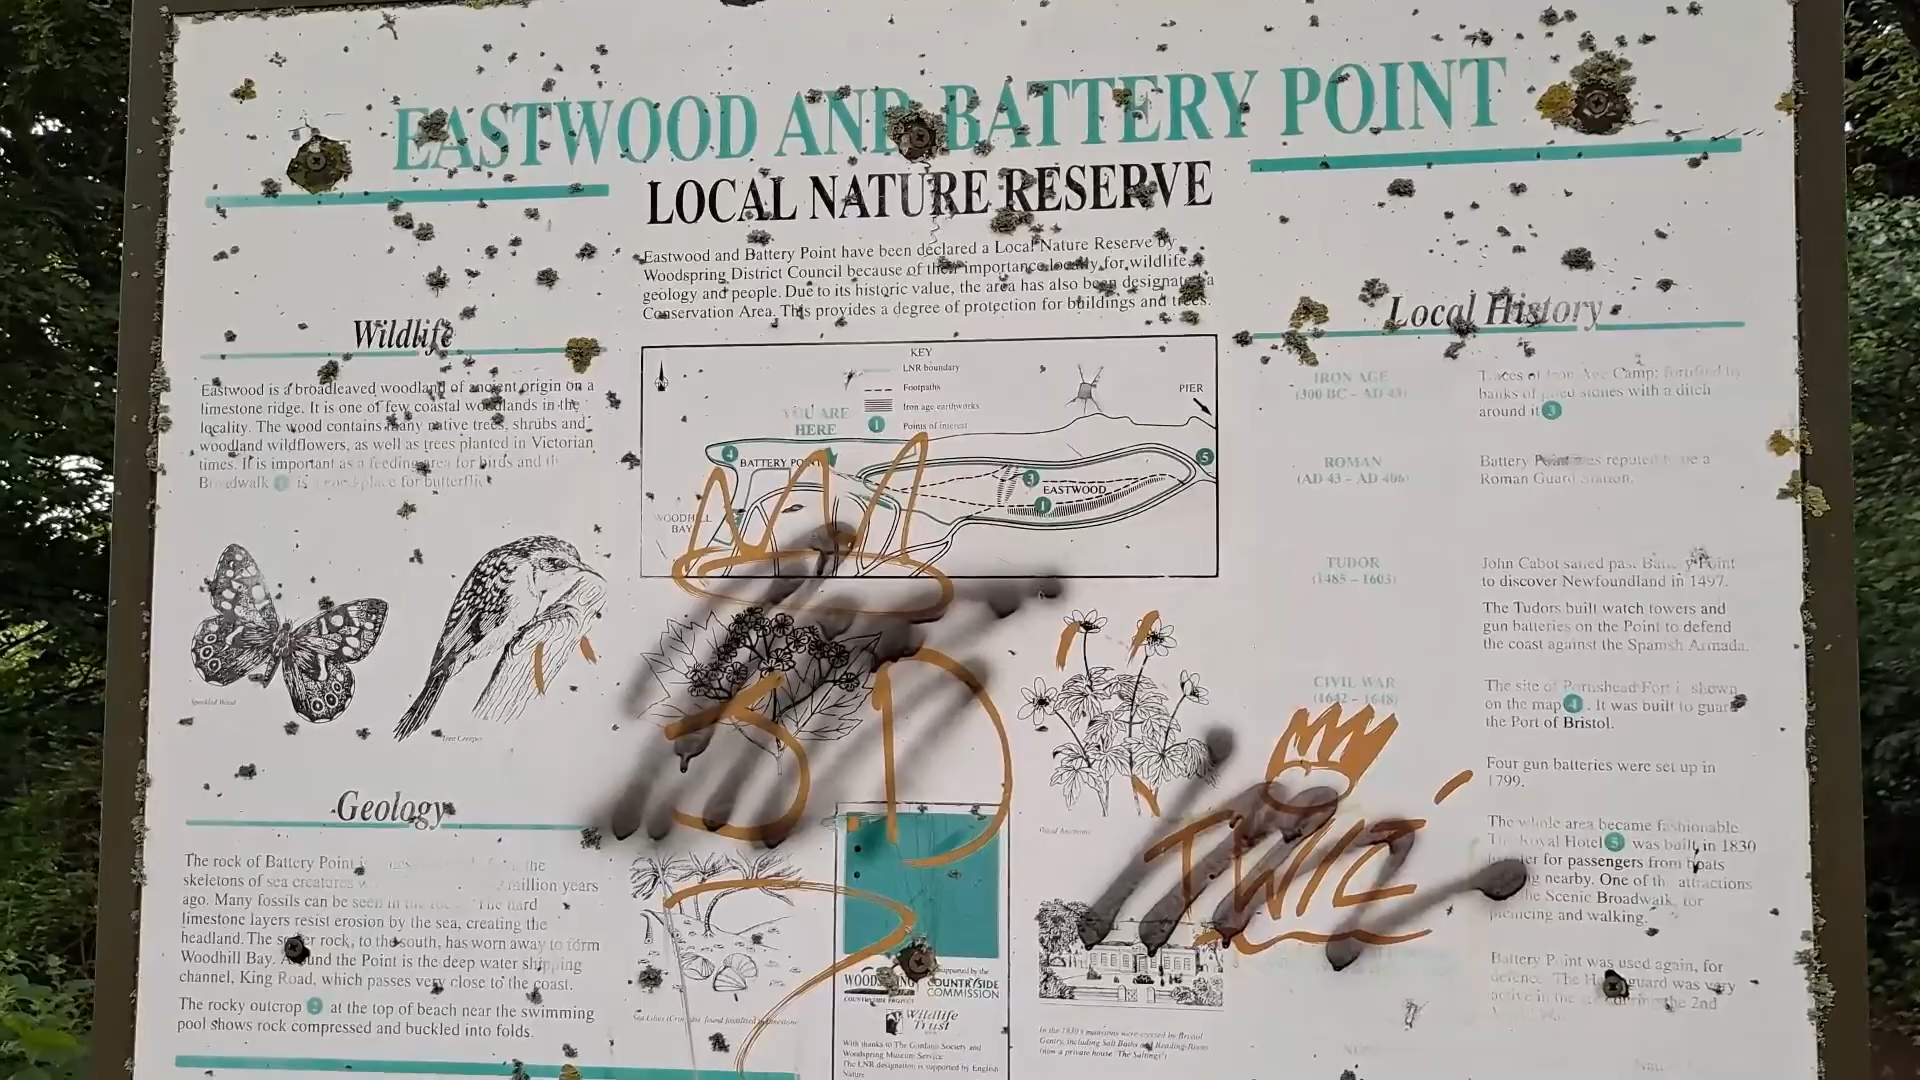 EASTWOOD AND BATTERY POINT
LOCAL NATURE RESERVE
Eastwood and Battery Point have been declared a Local Nature Reserve by
Woodspring District Council because of their importance locally for wildlife,
geology and people. Due to its historic value, the area has also been designated a
Conservation Area. This provides a degree of protection for buildings and trees.
Wildlife
Eastwood is a broadleaved woodland of ancient origin on a
limestone ridge. It is one of few coastal woodlands in the
locality. The wood contains many native trees, shrubs and
woodland wildflowers, as well as trees planted in Victorian
times. It is important as a feeding area for birds and the
Broadwalk 1 is a good place for butterflies
Speckled Wood
Tree Creeper
Geology
The rock of Battery Point is the
skeletons of sea creatures million years
ago. Many fossils can be seen in the The hard
limestone layers resist erosion by the sea, creating the
headland. The softer rock, to the south, has worn away to form
Woodhill Bay. Around the Point is the deep water shipping
channel, King Road, which passes very close to the coast.
The rocky outcrop 2 at the top of beach near the swimming
pool shows rock compressed and buckled into folds.
KEY
LNR boundary
Footpaths
Iron age earthworks
1 Points of interest
YOU ARE
HERE
PIER
4
BATTERY POINT
5
3
EASTWOOD
1
WOODHILL
BAY
3D
TWIZ
Wood Anemone
Sea Lilies (Crinoids) found fossilised in limestone
WOODSPRING
COUNTRYSIDE PROJECT
Supported by the
COUNTRYSIDE
COMMISSION
Wildlife
Trust
With thanks to The Gordano Society and
Woodspring Museum Service
The LNR designation is supported by English
Nature
In the 1830's mansions were erected by Bristol
Gentry, including Salt Baths and Reading-Room
(now a private house 'The Saltings')
Local History
IRON AGE
(300 BC - AD 43)
Traces of Iron Age Camp: fortified by
banks of piled stones with a ditch
around it 3
ROMAN
(AD 43 - AD 406)
Battery Point was reputed to be a
Roman Guard Station.
TUDOR
(1485 - 1603)
John Cabot sailed past Battery Point
to discover Newfoundland in 1497.
The Tudors built watch towers and
gun batteries on the Point to defend
the coast against the Spanish Armada.
CIVIL WAR
(1642 - 1648)
The site of Portishead Fort is shown
on the map 4. It was built to guard
the Port of Bristol.
Four gun batteries were set up in
1799.
The whole area became fashionable
The Royal Hotel 5 was built in 1830
for passengers from boats
nearby. One of the attractions
the Scenic Broadwalk, for
picnicing and walking.
Battery Point was used again, for
defence. The Home guard was very
active in the during the 2nd